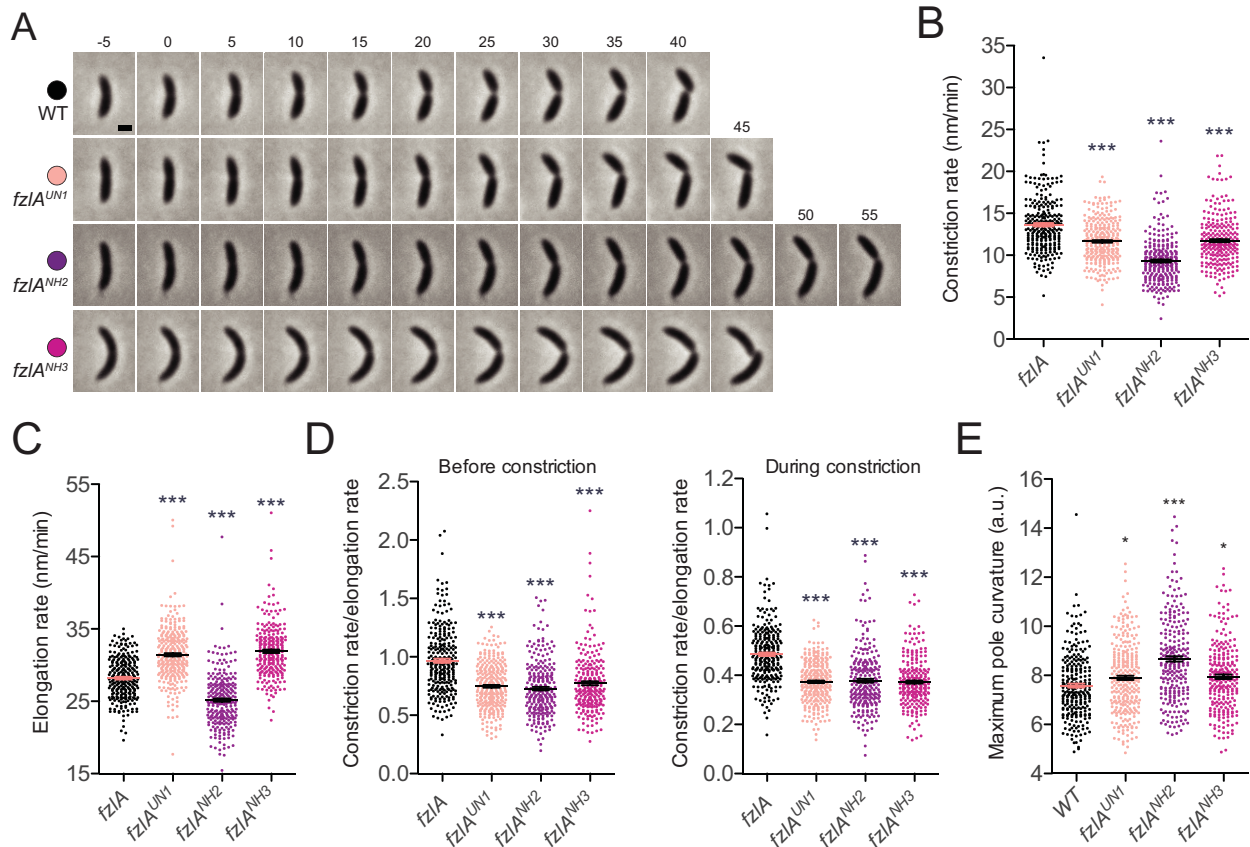 A
-5 0 5 10 15 20 25 30 35 40
WT
45
fzlA^UN1
50 55
fzlA^NH2
fzlA^NH3
B
Constriction rate (nm/min)
35
30
25
20
15
10
5
0
***
***
***
fzlA
fzlA^UN1
fzlA^NH2
fzlA^NH3
C
Elongation rate (nm/min)
55
45
35
25
15
***
***
***
fzlA
fzlA^UN1
fzlA^NH2
fzlA^NH3
D
Before constriction
Constriction rate/elongation rate
2.5
2.0
1.5
1.0
0.5
0.0
***
***
***
fzlA
fzlA^UN1
fzlA^NH2
fzlA^NH3
During constriction
Constriction rate/elongation rate
1.2
1.0
0.8
0.6
0.4
0.2
0.0
***
***
***
fzlA
fzlA^UN1
fzlA^NH2
fzlA^NH3
E
Maximum pole curvature (a.u.)
16
14
12
10
8
6
4
*
***
*
WT
fzlA^UN1
fzlA^NH2
fzlA^NH3